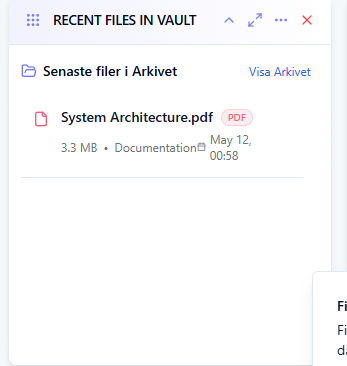 RECENT FILES IN VAULT
Senaste filer i Arkivet
Visa Arkivet
System Architecture.pdf
PDF
3.3 MB • Documentation
May 12,
00:58
Fi
Fi
da